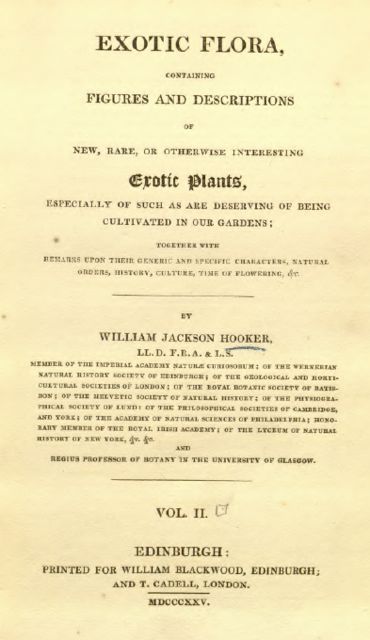 EXOTIC FLORA,
CONTAINING
FIGURES AND DESCRIPTIONS
OF
NEW, RARE, OR OTHERWISE INTERESTING
Exotic Plants,
ESPECIALLY OF SUCH AS ARE DESERVING OF BEING
CULTIVATED IN OUR GARDENS;
TOGETHER WITH
REMARKS UPON THEIR GENERIC AND SPECIFIC CHARACTERS, NATURAL
ORDERS, HISTORY, CULTURE, TIME OF FLOWERING, &c.
BY
WILLIAM JACKSON HOOKER,
LL.D. F.R.A. & L.S.
MEMBER OF THE IMPERIAL ACADEMY NATURÆ CURIOSORUM; OF THE WERNERIAN
NATURAL HISTORY SOCIETY OF EDINBURGH; OF THE GEOLOGICAL AND HORTI-
CULTURAL SOCIETIES OF LONDON; OF THE ROYAL BOTANIC SOCIETY OF RATIS-
BON; OF THE HELVETIC SOCIETY OF NATURAL HISTORY; OF THE PHYSIOGRA-
PHICAL SOCIETY OF LUND; OF THE PHILOSOPHICAL SOCIETIES OF CAMBRIDGE,
AND YORK; OF THE ACADEMY OF NATURAL SCIENCES OF PHILADELPHIA; HONO-
RARY MEMBER OF THE ROYAL IRISH ACADEMY; OF THE LYCEUM OF NATURAL
HISTORY OF NEW YORK, &c. &c.
AND
REGIUS PROFESSOR OF BOTANY IN THE UNIVERSITY OF GLASGOW.
VOL. II.
EDINBURGH:
PRINTED FOR WILLIAM BLACKWOOD, EDINBURGH;
AND T. CADELL, LONDON.
MDCCCXXV.